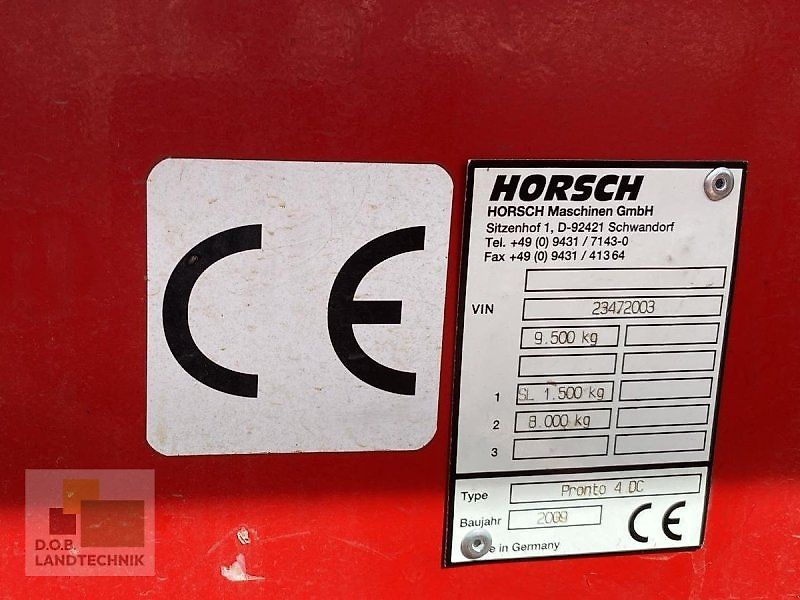 CE
HORSCH
HORSCH Maschinen GmbH
Sitzenhof 1, D-92421 Schwandorf
Tel. +49 (0) 9431 / 7143-0
Fax +49 (0) 9431 / 41364
VIN 23472003
9.500 kg
1 SL 1.500 kg
2 8.000 kg
3
Type Pronto 4 DC
Baujahr 2009 CE
e in Germany
D.O.B.
LANDTECHNIK